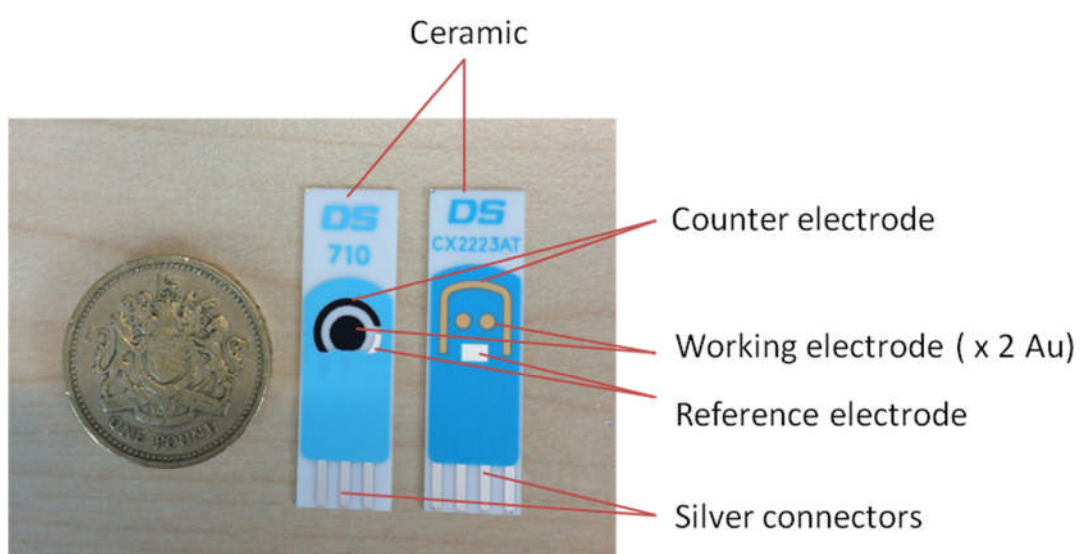 Ceramic
DS
710
DS
CX2223AT
Counter electrode
Working electrode ( x 2 Au)
Reference electrode
Silver connectors
ONE POUND